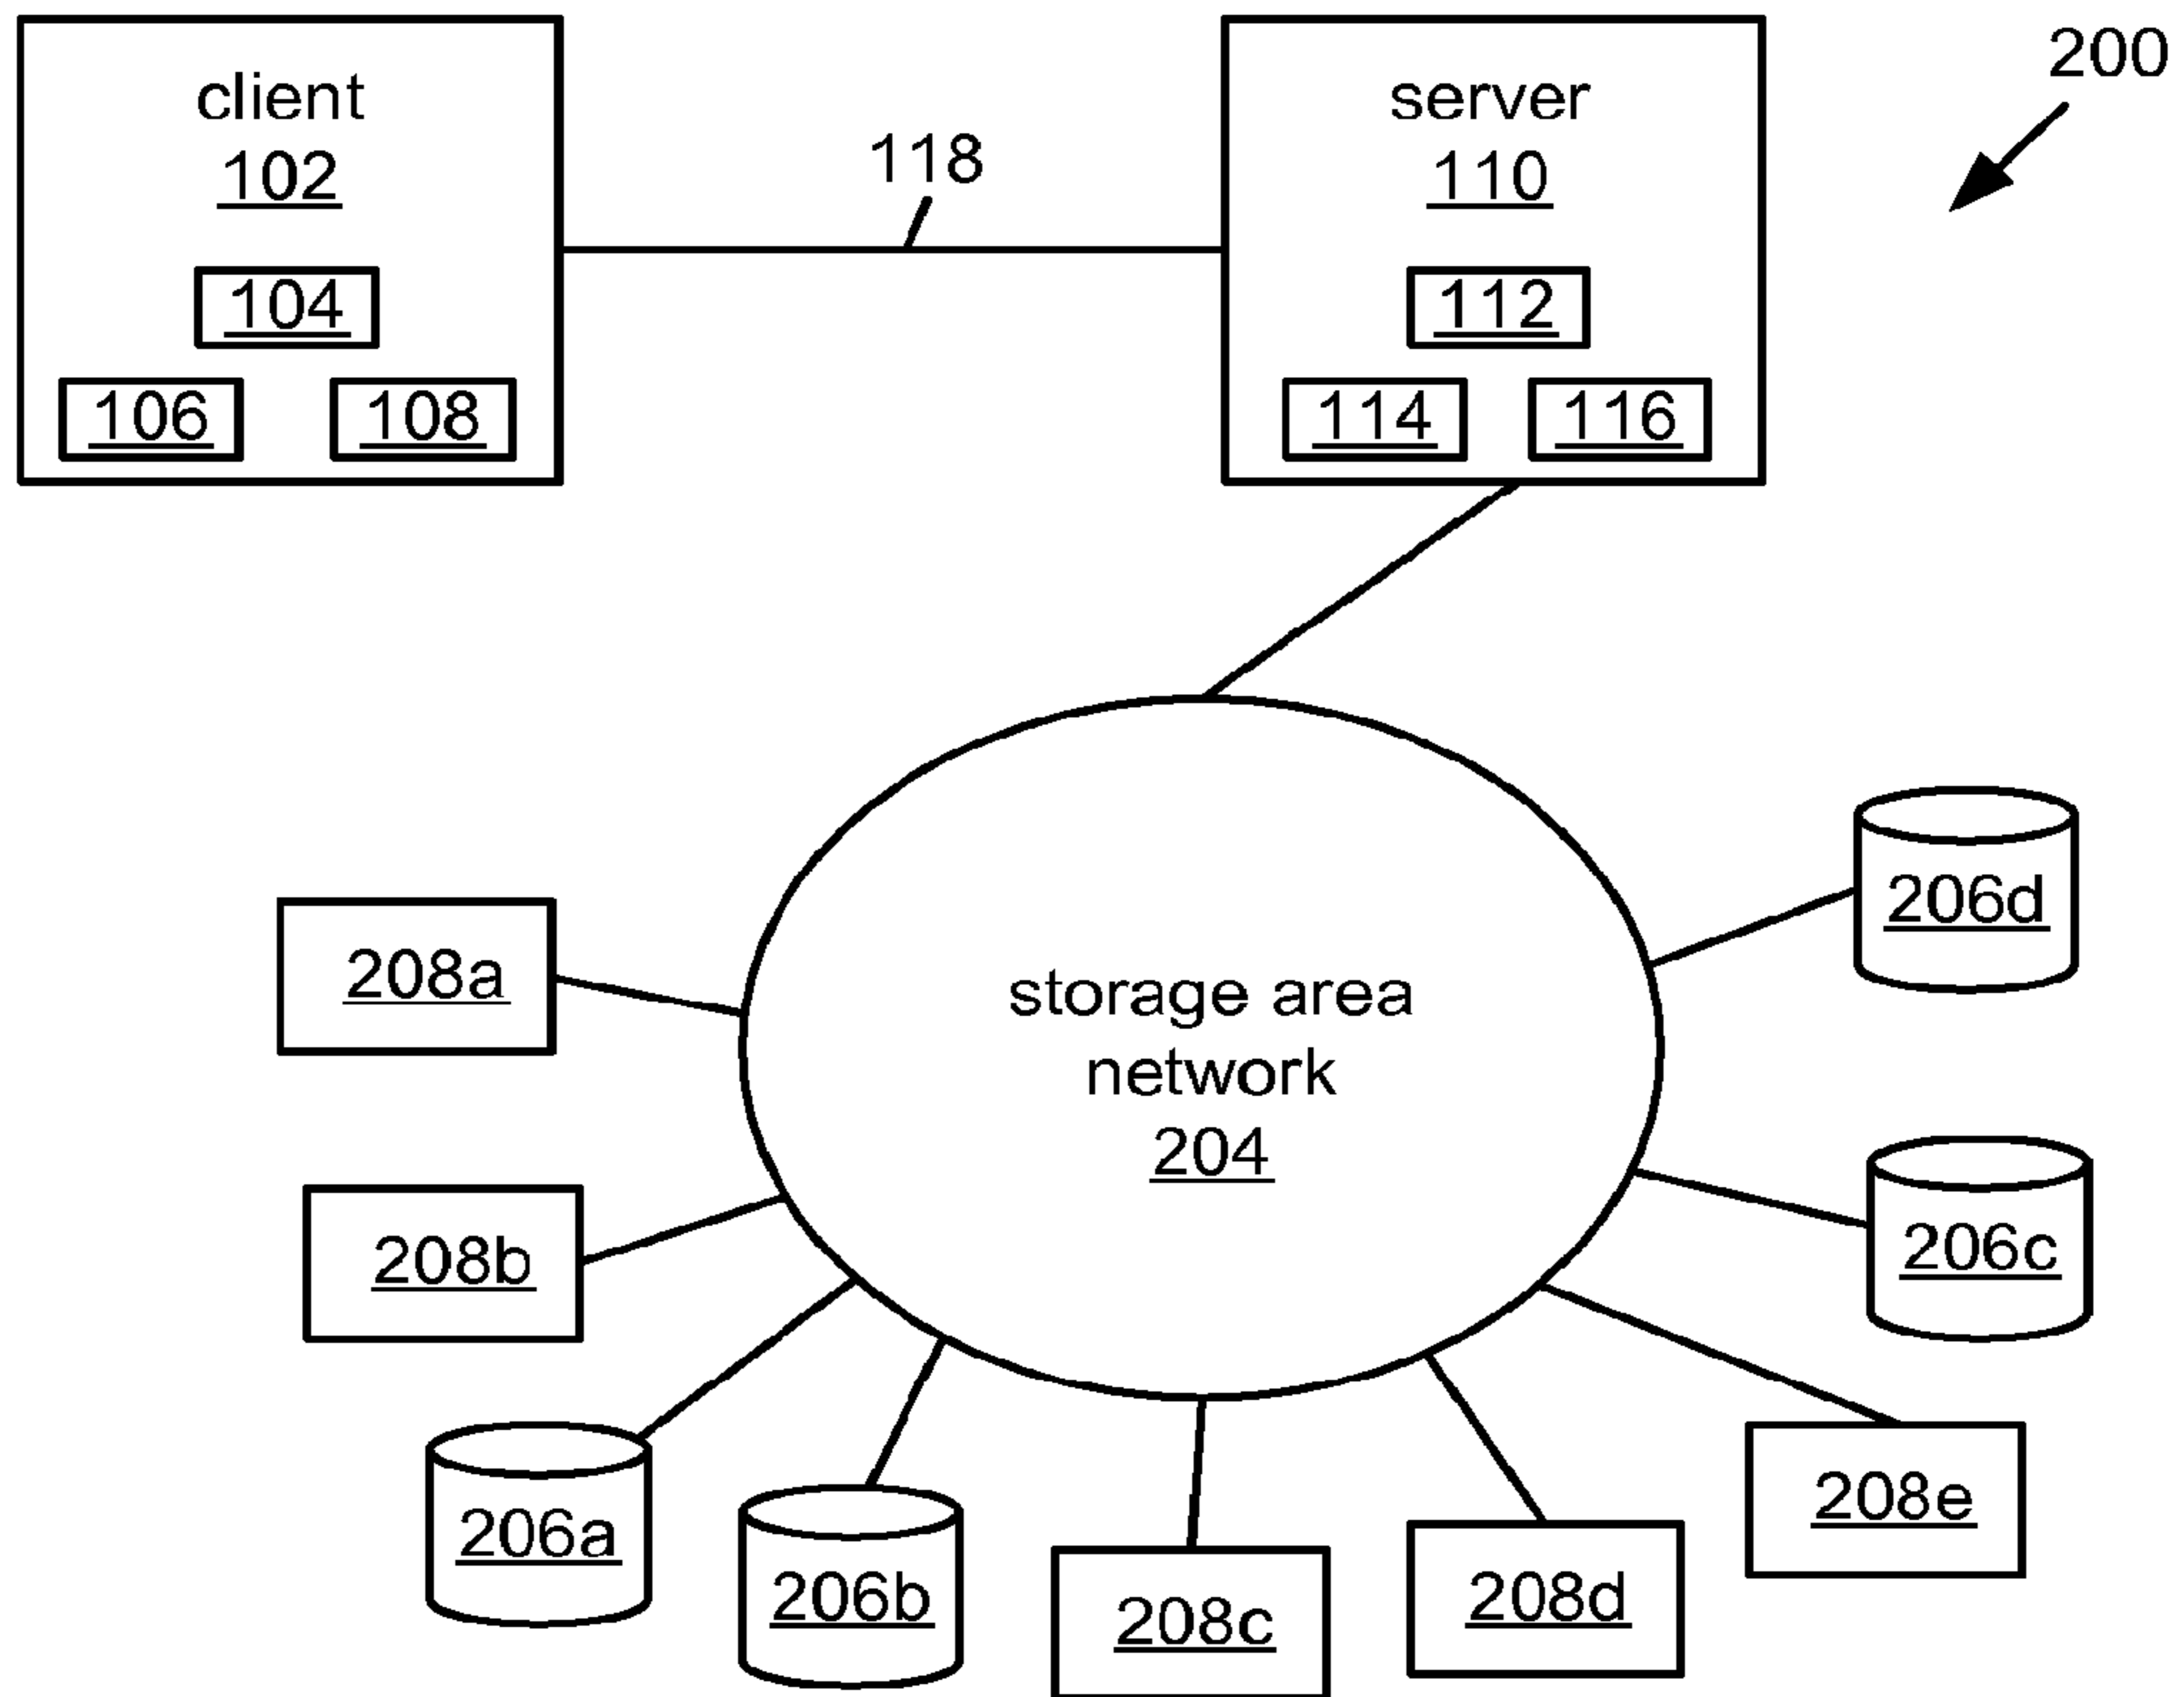 200
client
102
104
106
108
118
server
110
112
114
116
storage area
network
204
206d
208a
206c
208b
206a
206b
208c
208d
208e